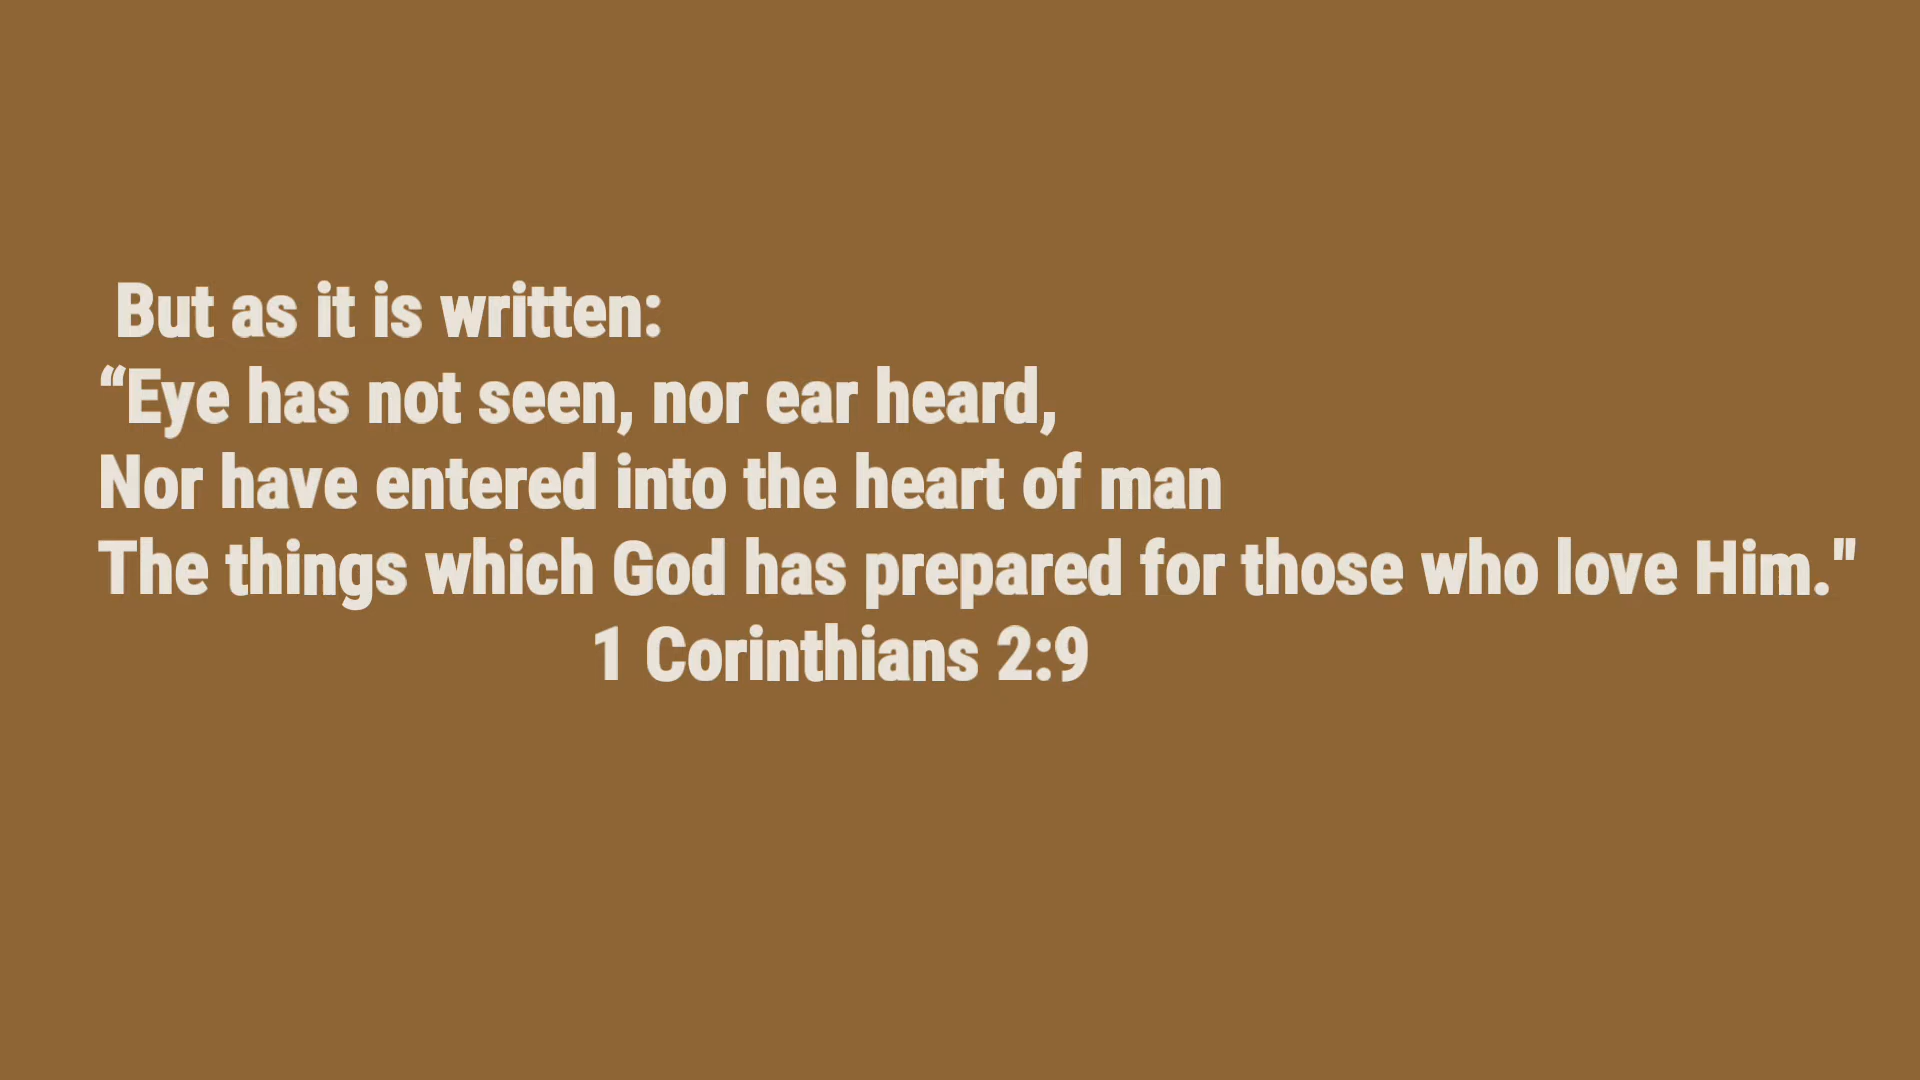 But as it is written:
“Eye has not seen, nor ear heard,
Nor have entered into the heart of man
The things which God has prepared for those who love Him."
1 Corinthians 2:9